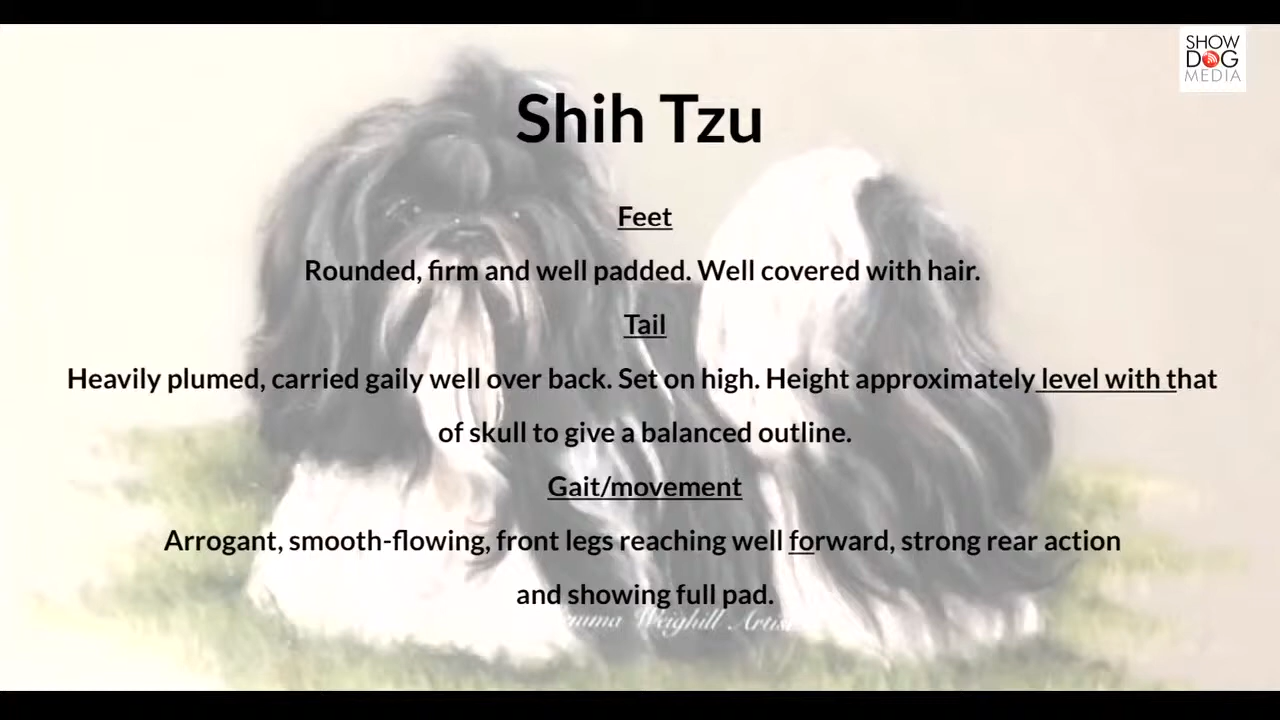 SHOW
DOG
MEDIA
Shih Tzu
Feet
Rounded, firm and well padded. Well covered with hair.
Tail
Heavily plumed, carried gaily well over back. Set on high. Height approximately level with that
of skull to give a balanced outline.
Gait/movement
Arrogant, smooth-flowing, front legs reaching well forward, strong rear action
and showing full pad.
Weighill Artist